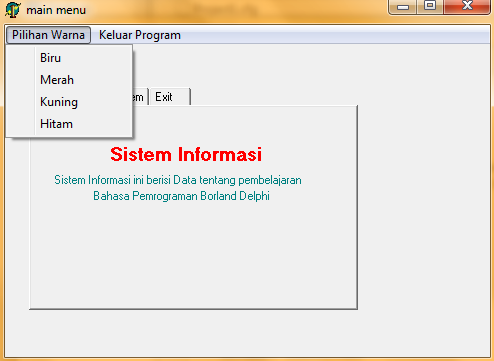 main menu
Pilihan Warna Keluar Program
Biru
Merah
Kuning
Hitam
Exit
Sistem Informasi
Sistem Informasi ini berisi Data tentang pembelajaran
Bahasa Pemrograman Borland Delphi